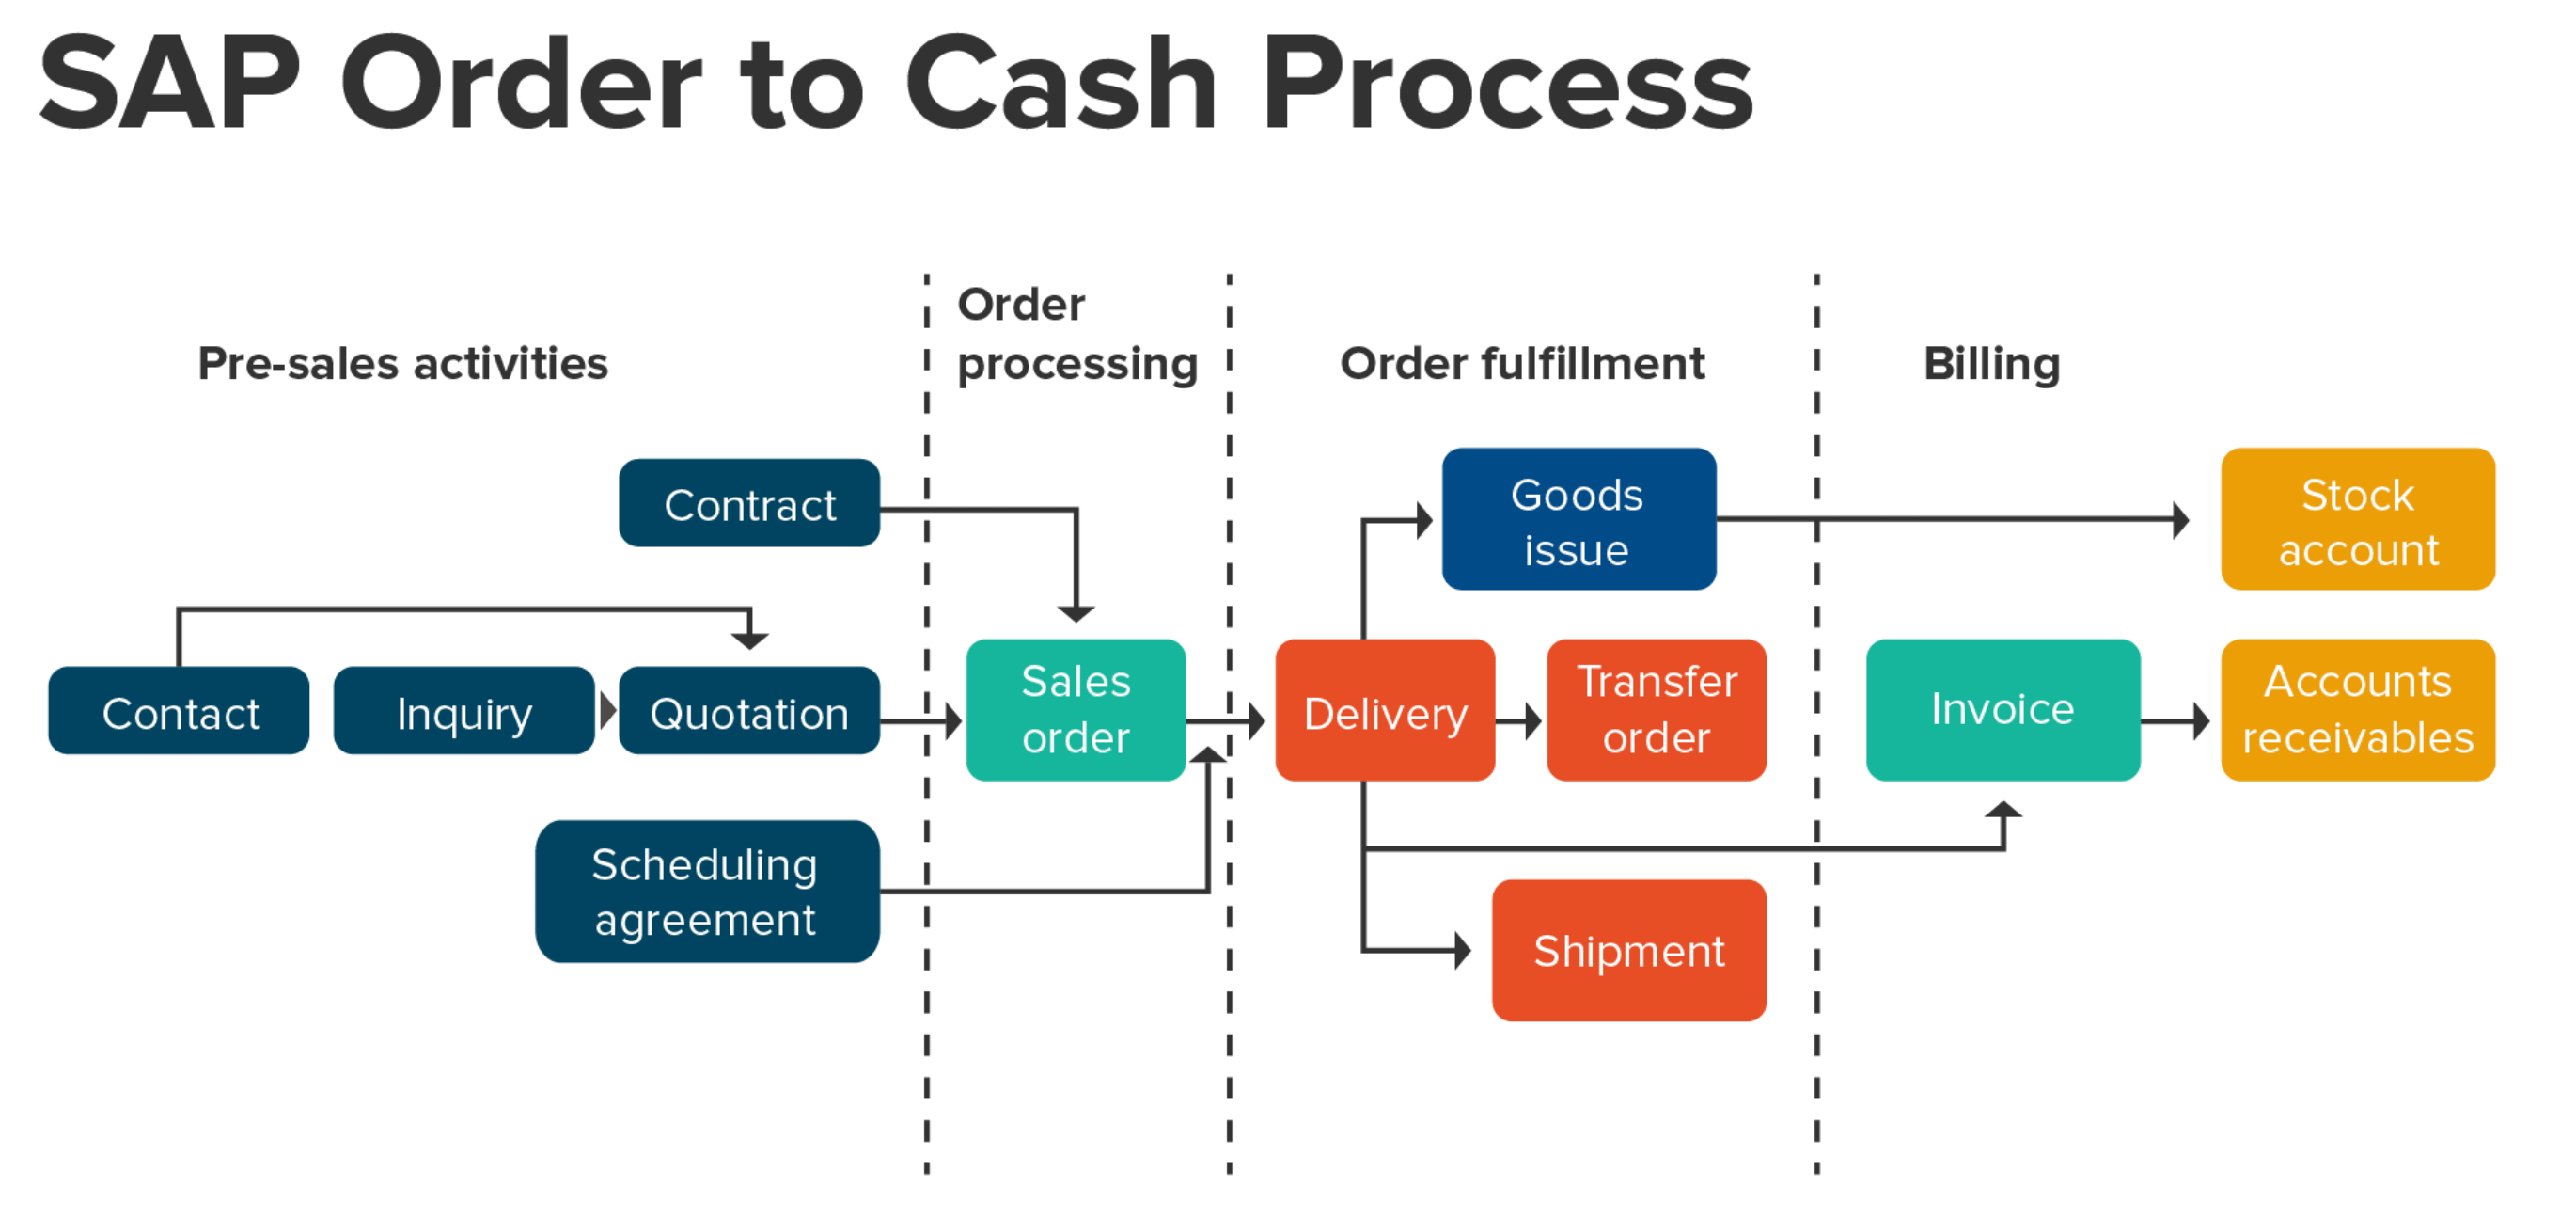 SAP Order to Cash Process
Pre-sales activities
Order
processing
Order fulfillment
Billing
Contract
Contact
Inquiry
Quotation
Scheduling
agreement
Sales
order
Goods
issue
Delivery
Transfer
order
Shipment
Stock
account
Invoice
Accounts
receivables